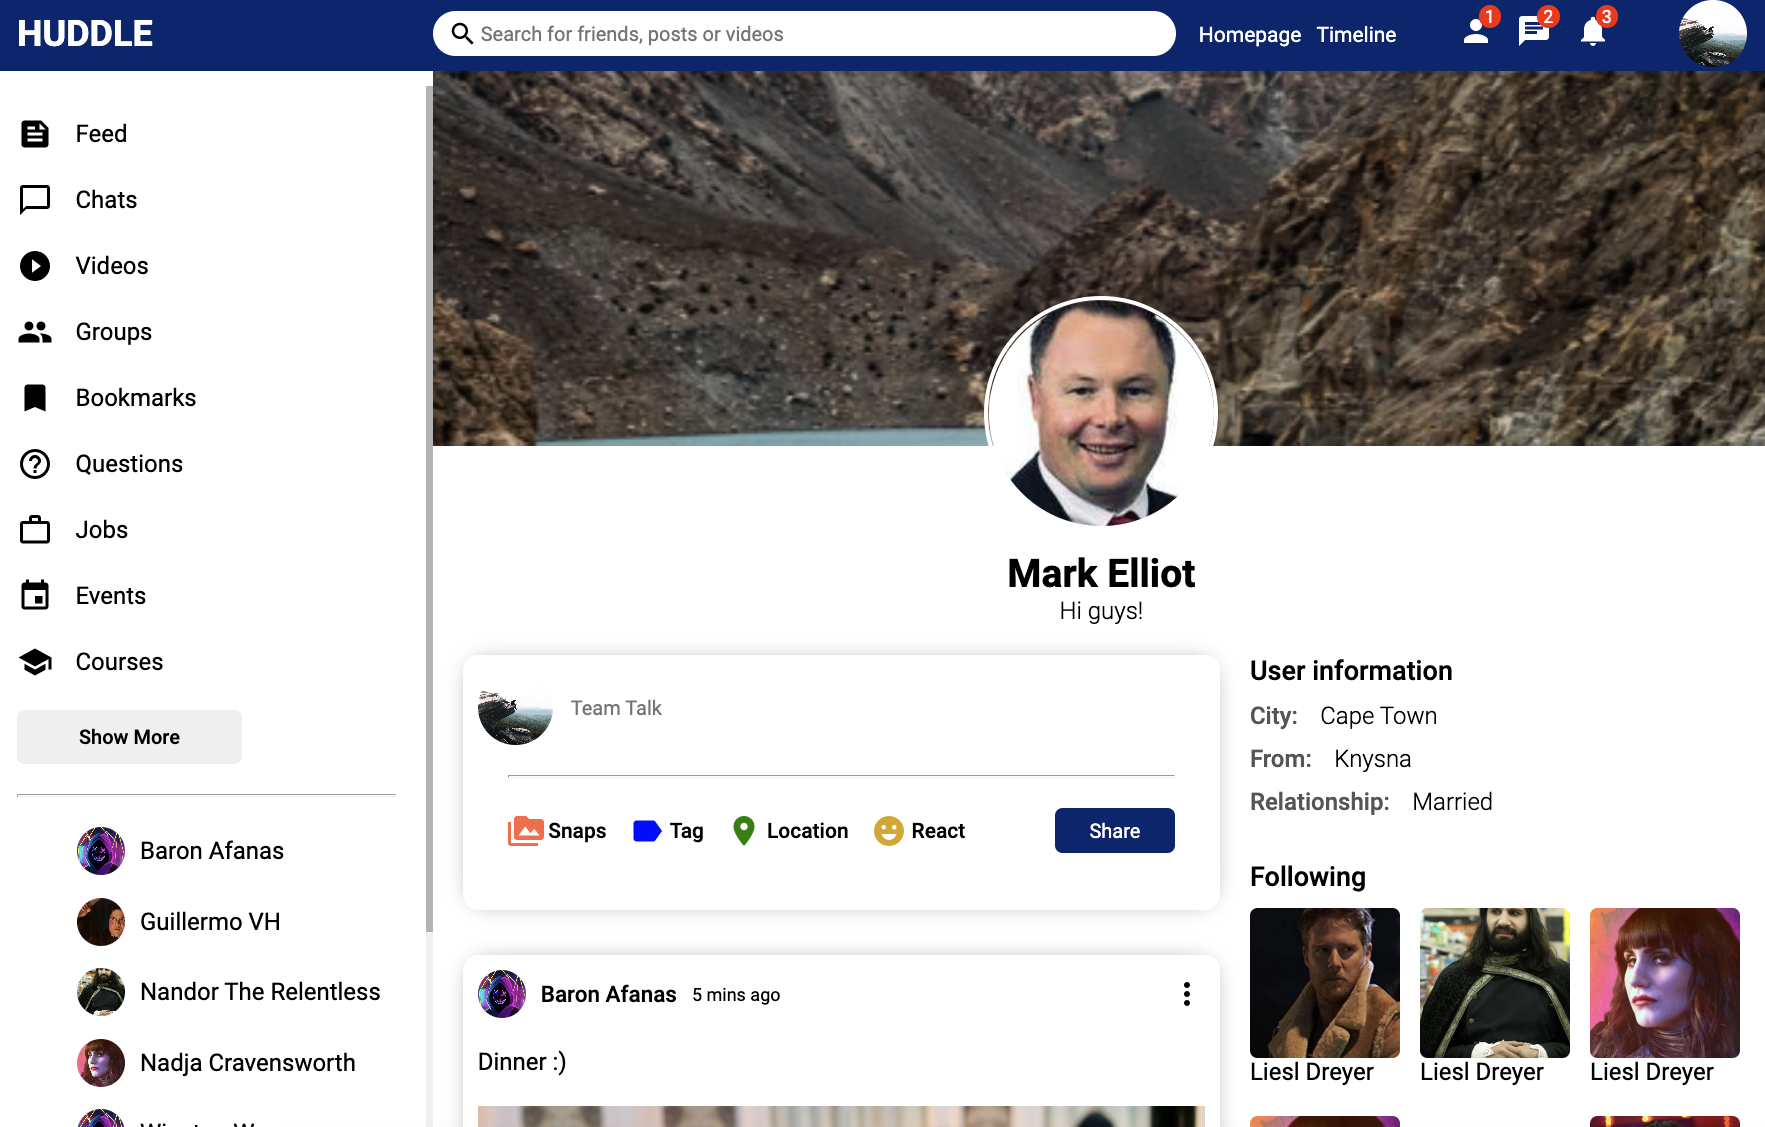 HUDDLE
Search for friends, posts or videos
Homepage Timeline
1
2
3
Feed
Chats
Videos
Groups
Bookmarks
Questions
Jobs
Events
Courses
Show More
Baron Afanas
Guillermo VH
Nandor The Relentless
Nadja Cravensworth
Mark Elliot
Hi guys!
Team Talk
Snaps Tag Location React Share
Baron Afanas 5 mins ago
Dinner :)
User information
City: Cape Town
From: Knysna
Relationship: Married
Following
Liesl Dreyer Liesl Dreyer Liesl Dreyer